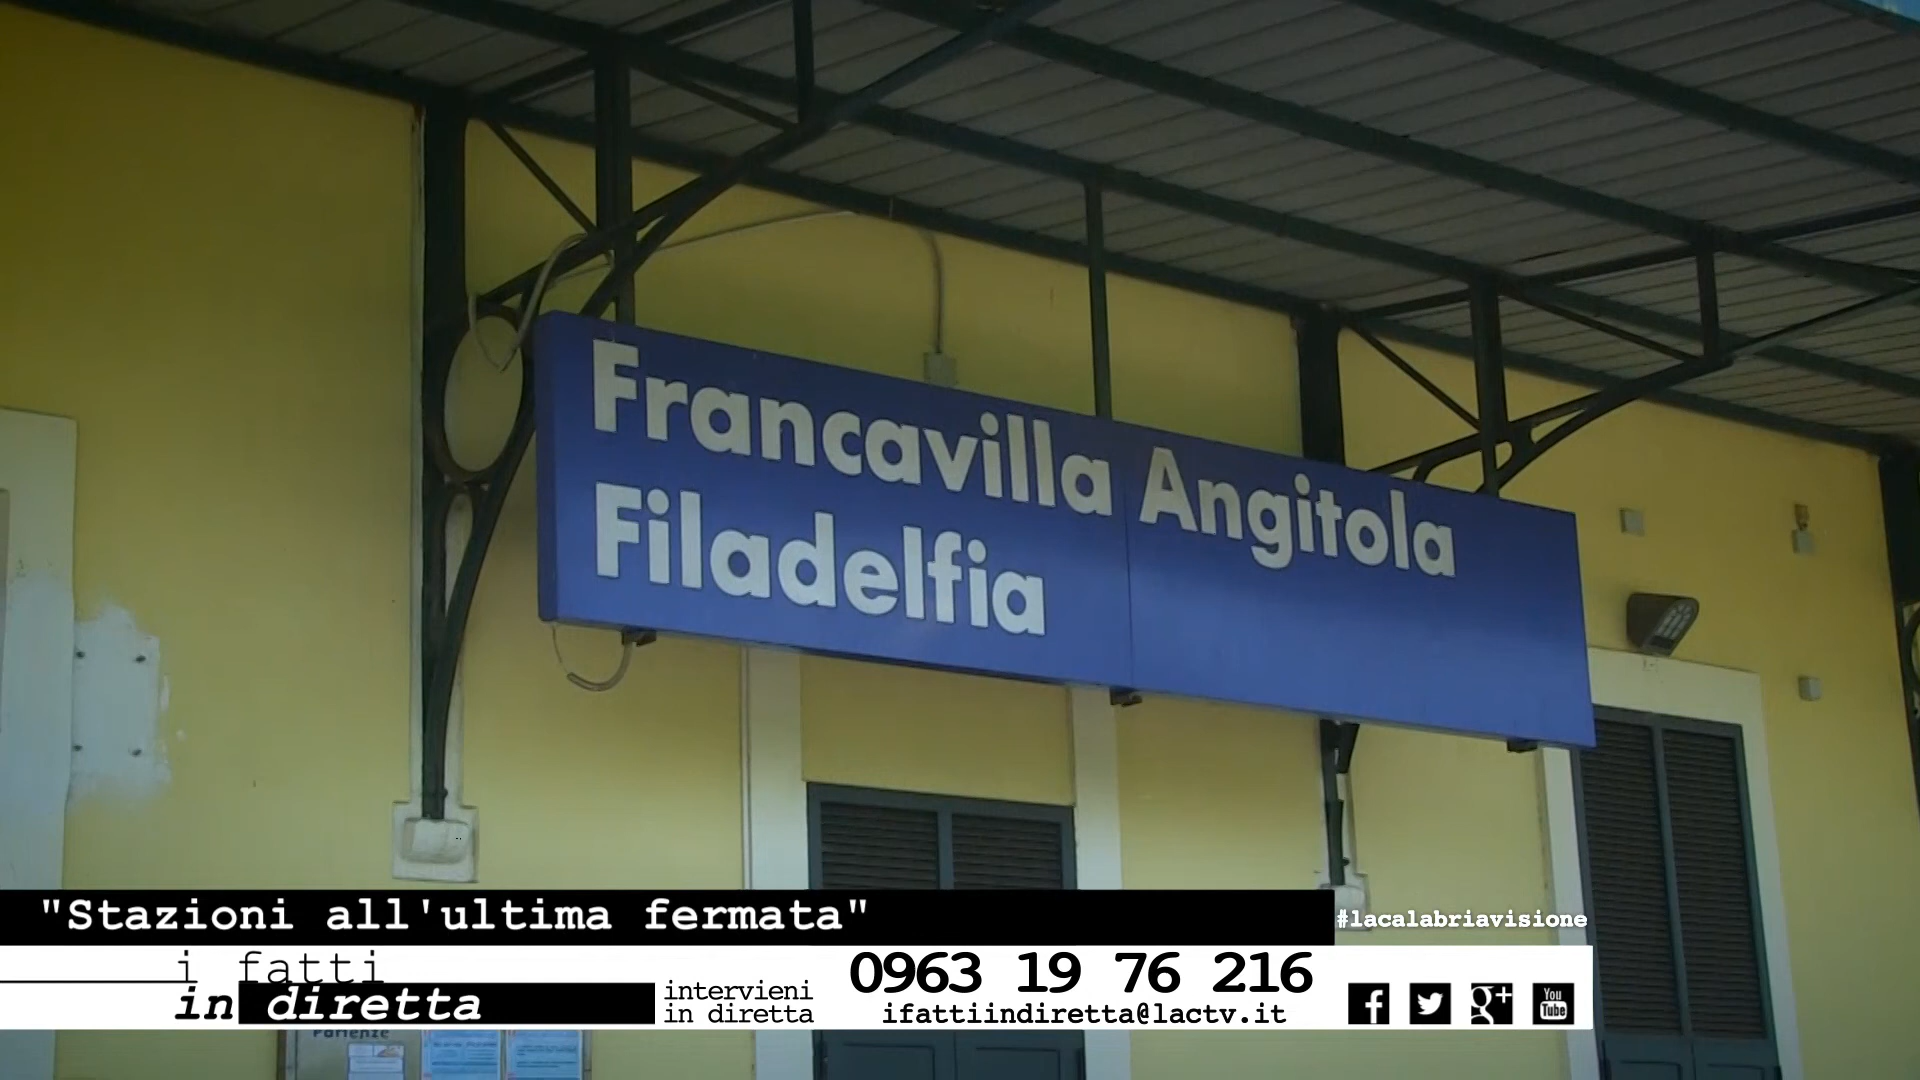 Francavilla Angitola
Filadelfia
"Stazioni all'ultima fermata"
#lacalabriavisione
i fatti
in diretta
intervieni
in diretta
0963 19 76 216
ifattiindiretta@lactv.it
f
g+
You
Tube
Partenze